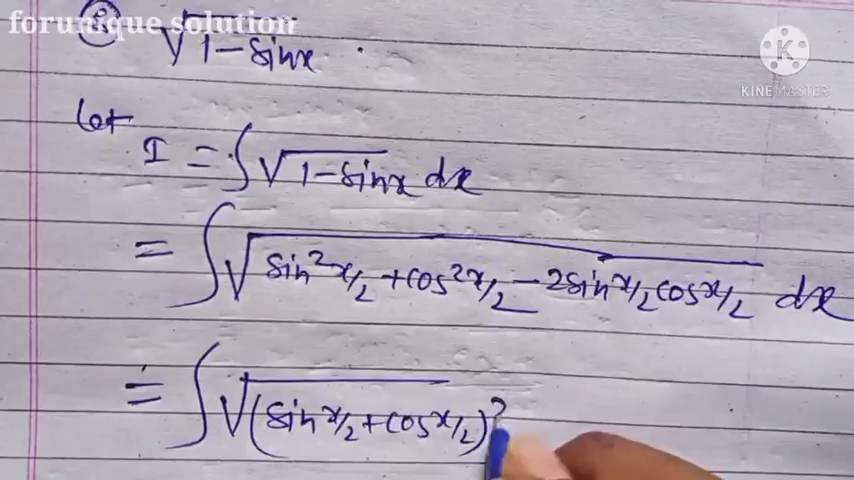 forunique solution
(i) √1-sinx .
KINEMASTER
Let
I = ∫√1-sinx dx
= ∫√sin²x/2 + cos²x/2 - 2sinx/2 cosx/2 dx
= ∫√(sinx/2 + cosx/2)²